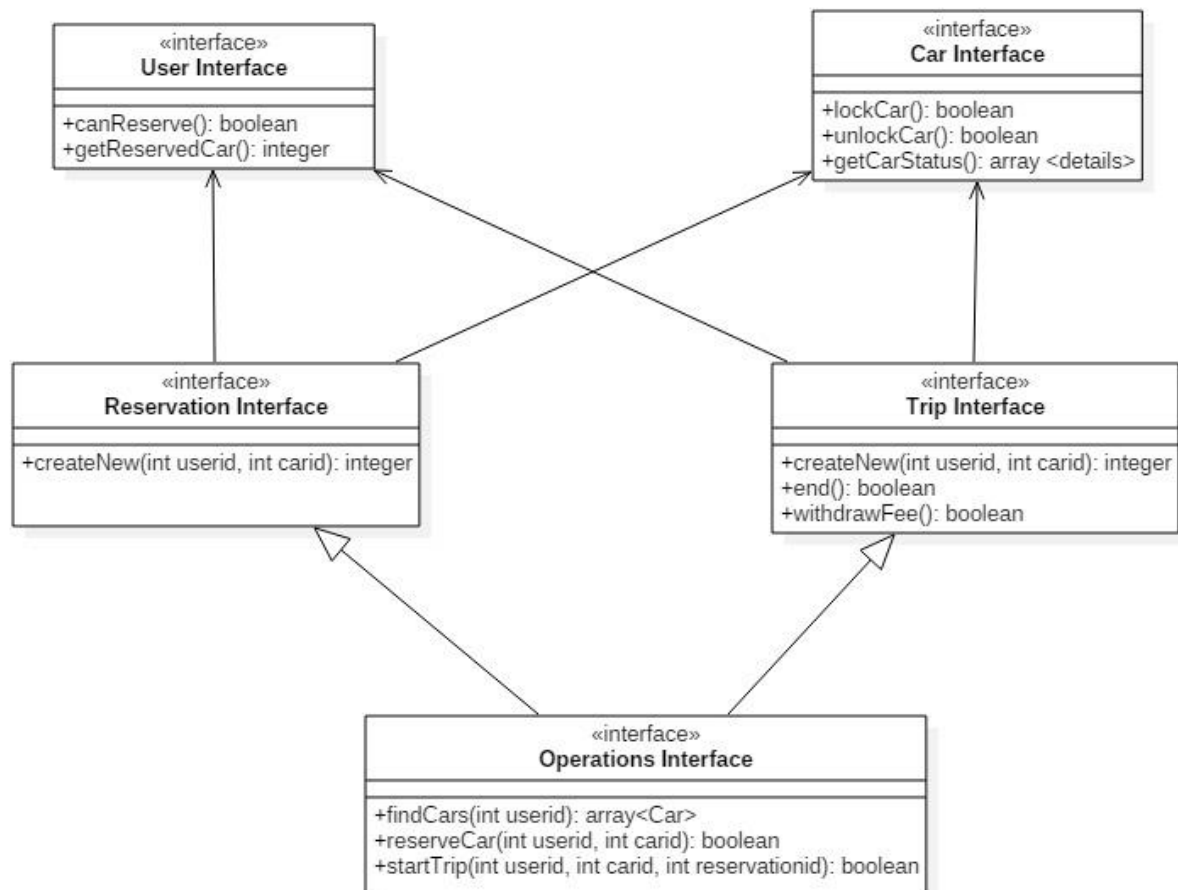 «interface»
User Interface
+canReserve(): boolean
+getReservedCar(): integer
«interface»
Car Interface
+lockCar(): boolean
+unlockCar(): boolean
+getCarStatus(): array <details>
«interface»
Reservation Interface
+createNew(int userid, int carid): integer
«interface»
Trip Interface
+createNew(int userid, int carid): integer
+end(): boolean
+withdrawFee(): boolean
«interface»
Operations Interface
+findCars(int userid): array<Car>
+reserveCar(int userid, int carid): boolean
+startTrip(int userid, int carid, int reservationid): boolean